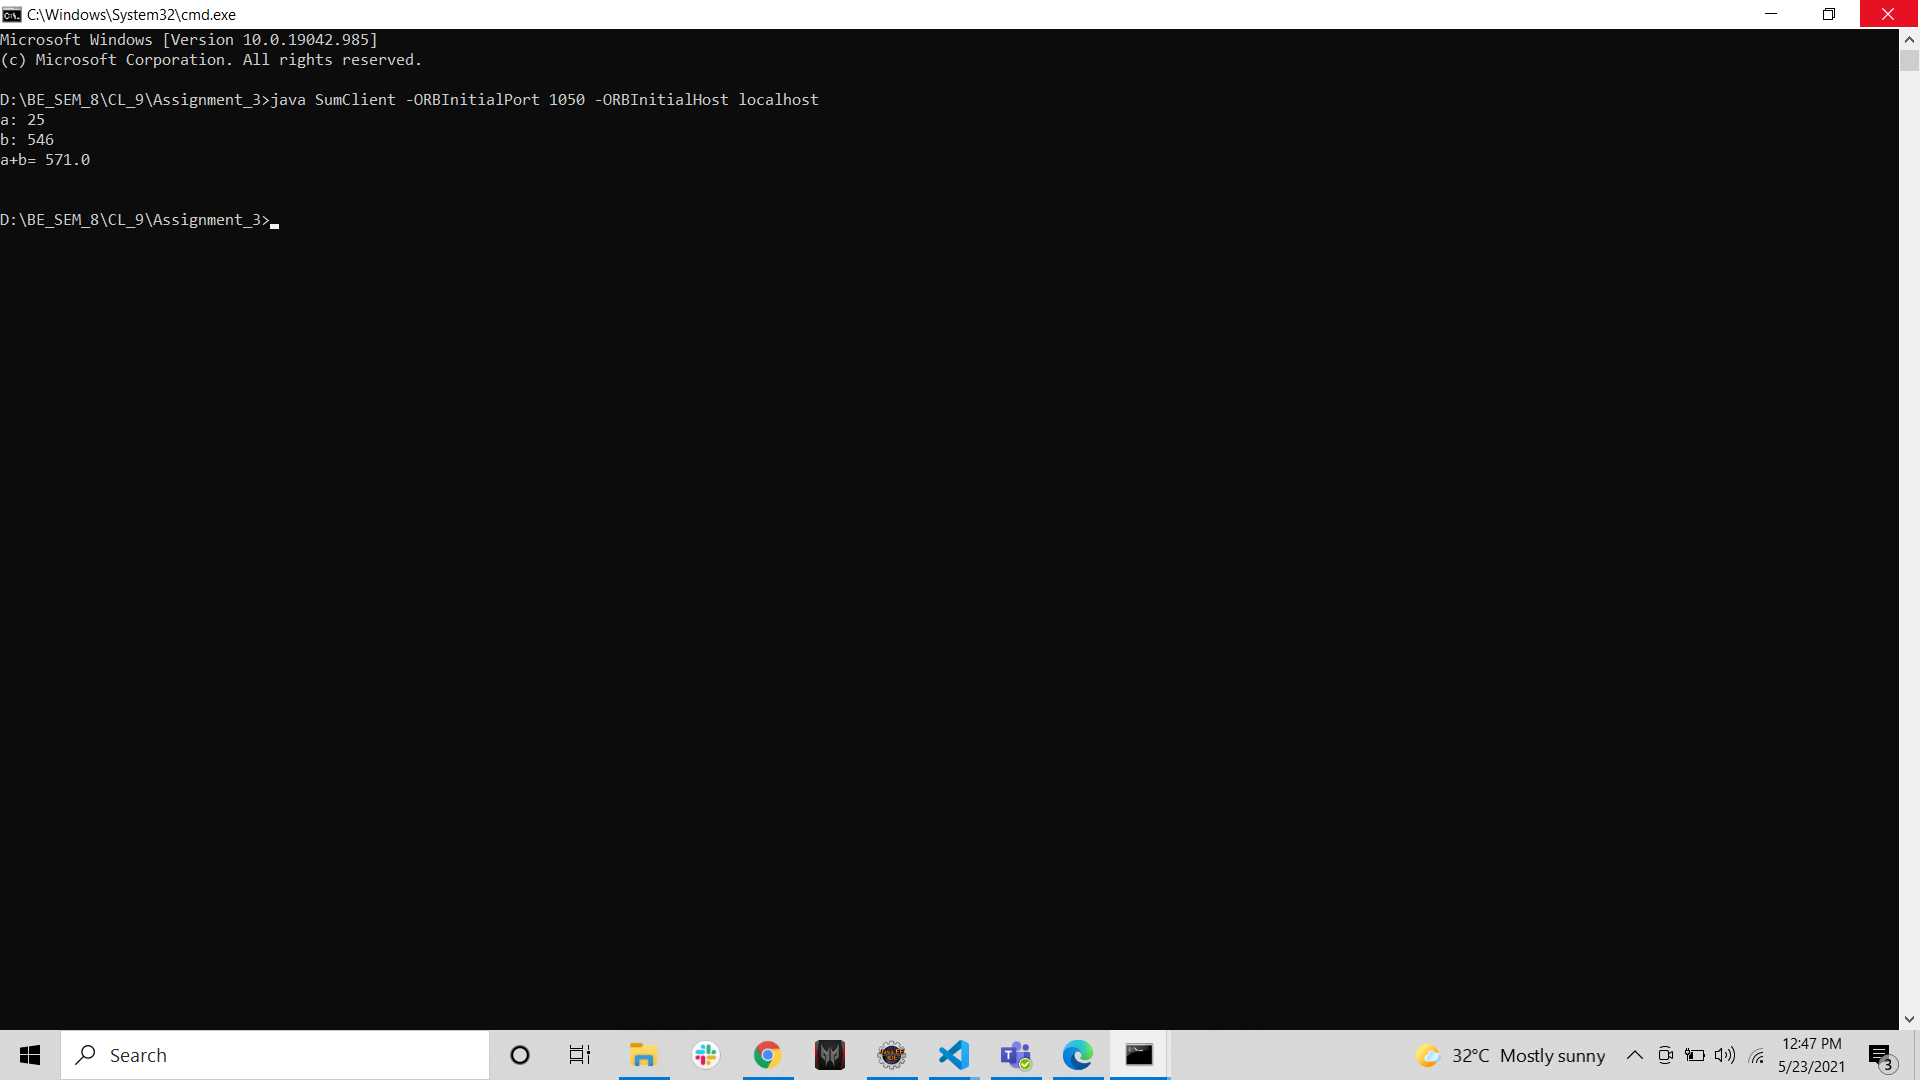 C:\Windows\System32\cmd.exe
Microsoft Windows [Version 10.0.19042.985]
(c) Microsoft Corporation. All rights reserved.
D:\BE_SEM_8\CL_9\Assignment_3>java SumClient -ORBInitialPort 1050 -ORBInitialHost localhost
a: 25
b: 546
a+b= 571.0
D:\BE_SEM_8\CL_9\Assignment_3>
Search
32°C Mostly sunny
12:47 PM
5/23/2021
3